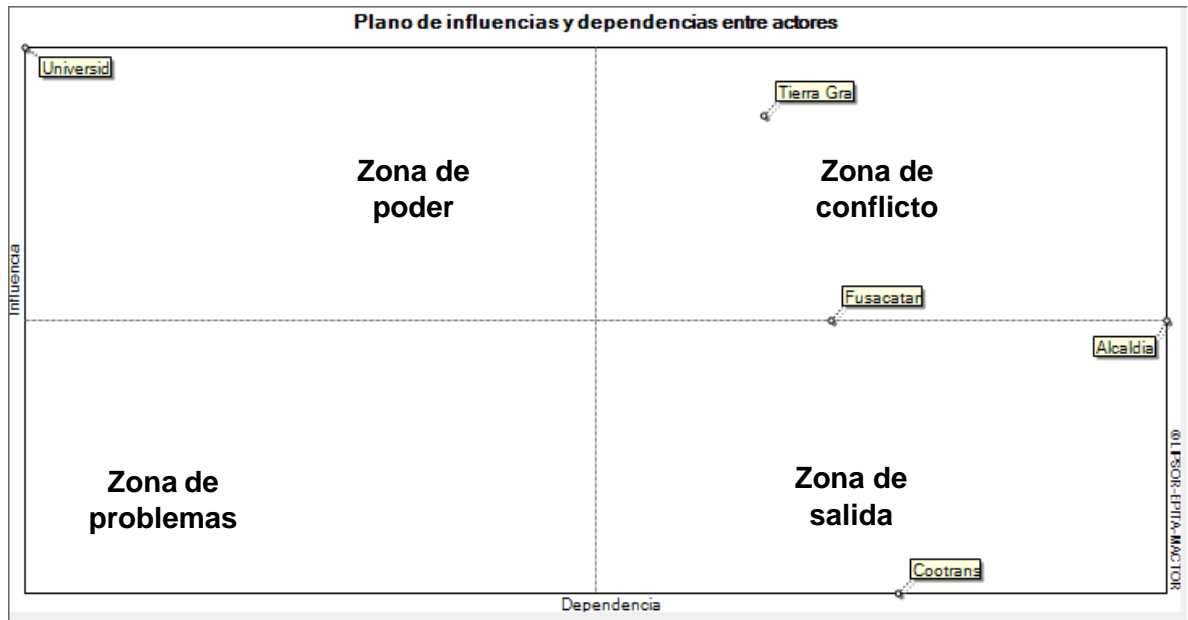 Plano de influencias y dependencias entre actores
Universid
Tierra Gra
Zona de
poder
Zona de
conflicto
Influencia
Fusacatar
Alcaldia
Zona de
problemas
Zona de
salida
Cootrans
Dependencia
©LIPSOR-EPITA-MACTOR